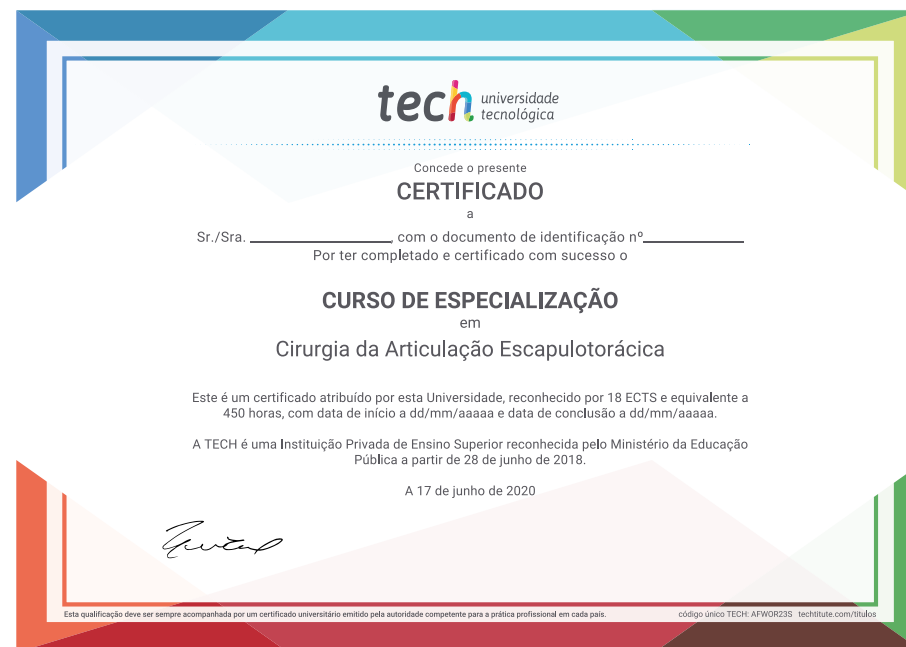 tech universidade
tecnológica
Concede o presente
CERTIFICADO
a
Sr./Sra. , com o documento de identificação nº
Por ter completado e certificado com sucesso o
CURSO DE ESPECIALIZAÇÃO
em
Cirurgia da Articulação Escapulotorácica
Este é um certificado atribuído por esta Universidade, reconhecido por 18 ECTS e equivalente a
450 horas, com data de início a dd/mm/aaaaa e data de conclusão a dd/mm/aaaaa.
A TECH é uma Instituição Privada de Ensino Superior reconhecida pelo Ministério da Educação
Pública a partir de 28 de junho de 2018.
A 17 de junho de 2020
Esta qualificação deve ser sempre acompanhada por um certificado universitário emitido pela autoridade competente para a prática profissional em cada país.
código único TECH: AFWOR23S techtitute.com/titulos